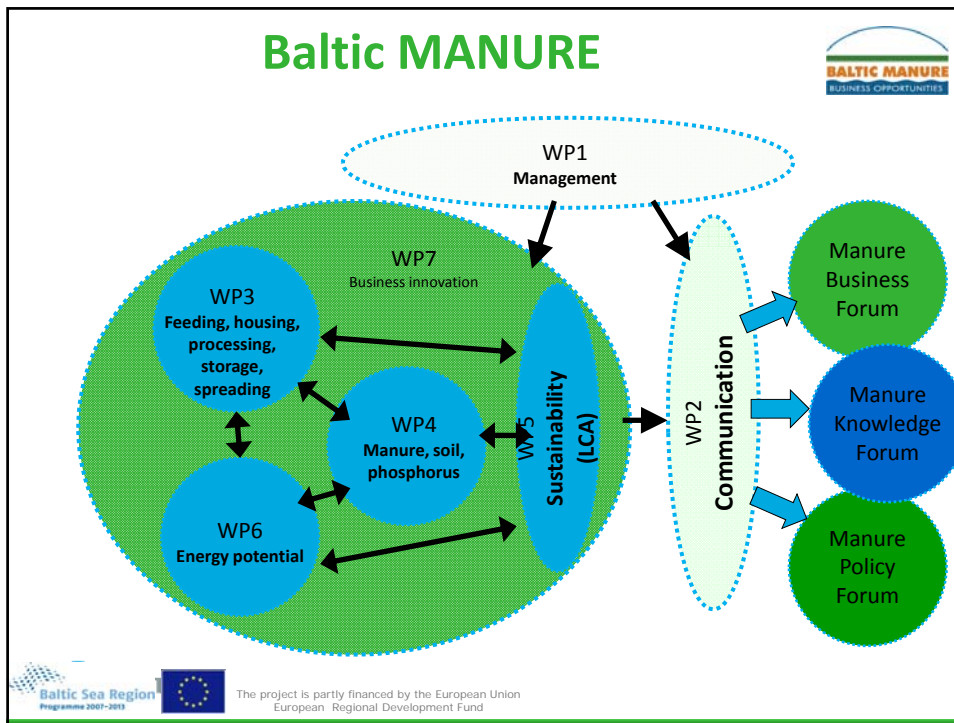 Baltic MANURE
BALTIC MANURE
BUSINESS OPPORTUNITIES
WP1
Management
WP7
Business innovation
WP3
Feeding, housing,
processing,
storage,
spreading
WP4
Manure, soil,
phosphorus
WP6
Energy potential
WP5
Sustainability
(LCA)
WP2
Communication
Manure
Business
Forum
Manure
Knowledge
Forum
Manure
Policy
Forum
Baltic Sea Region
Programme 2007-2013
The project is partly financed by the European Union
European Regional Development Fund